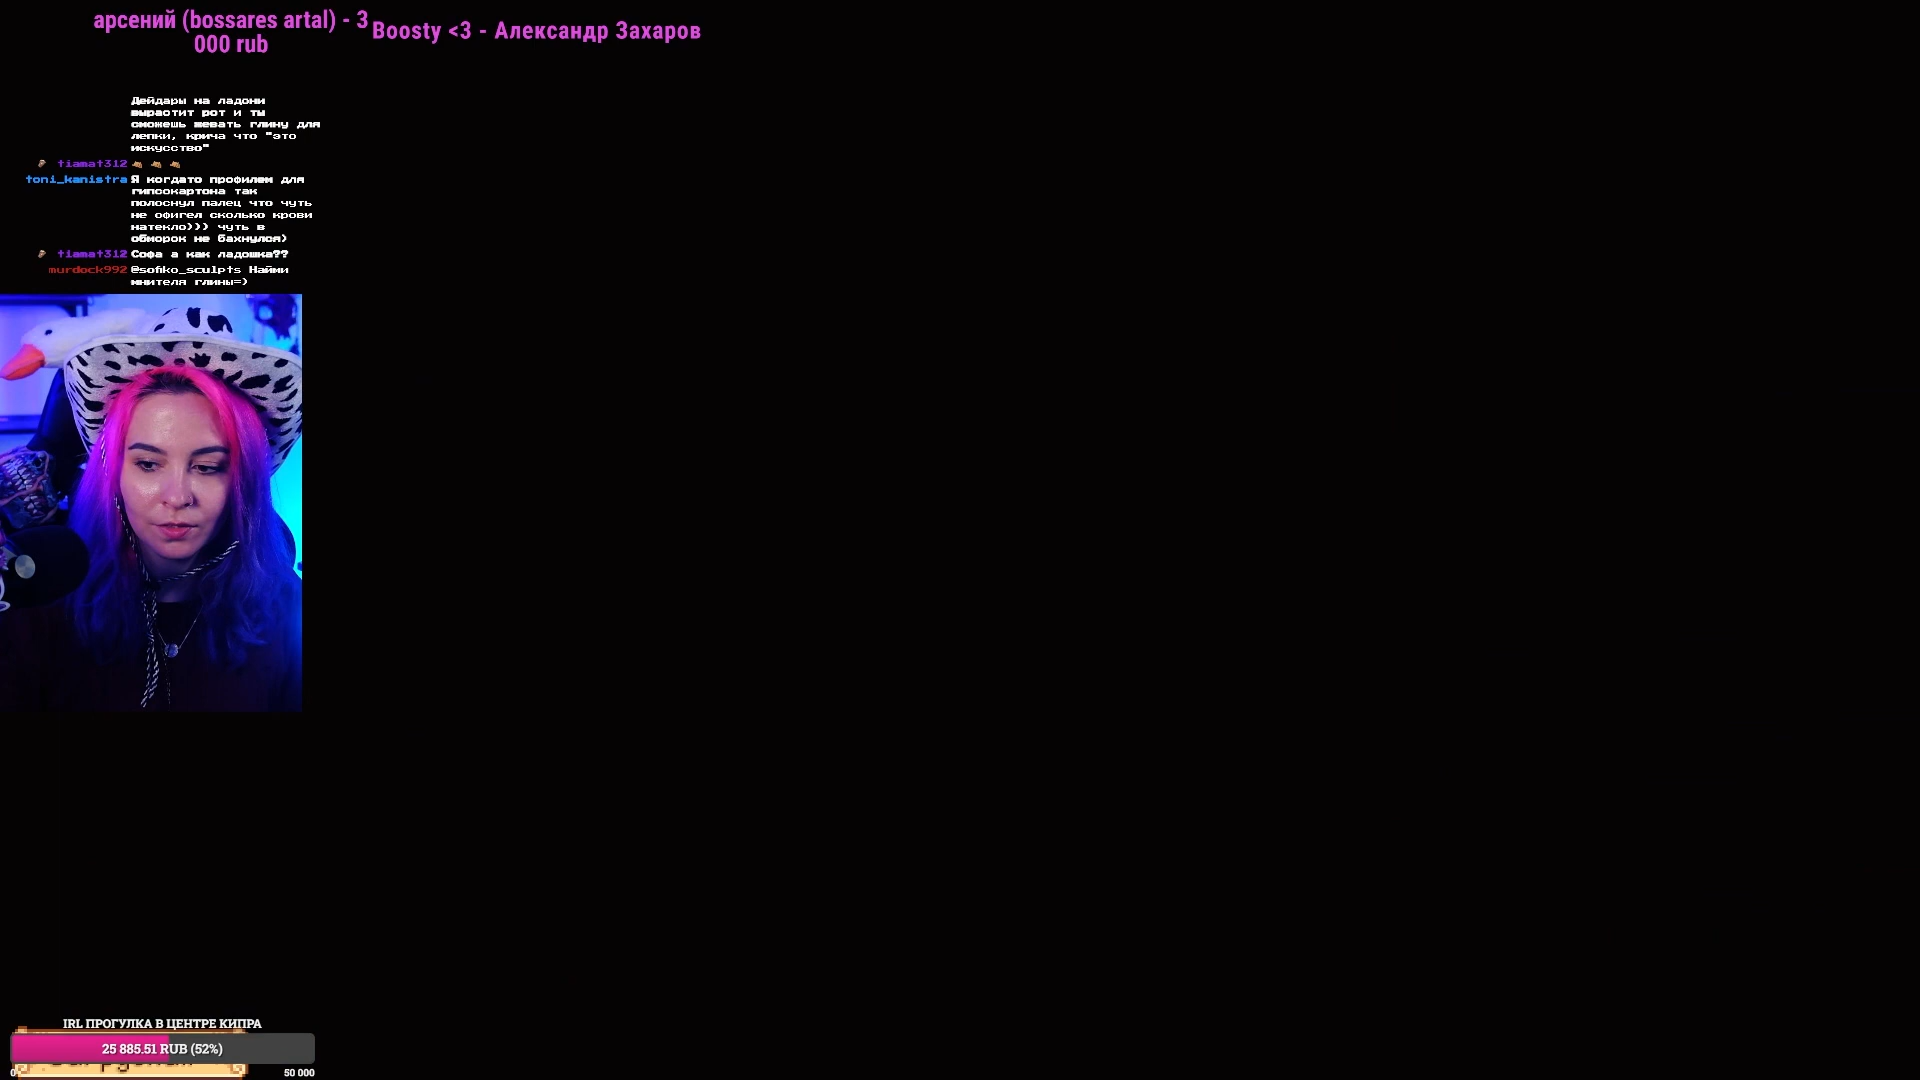 арсений (bossares artal) - 3
000 rub
Boosty <3 - Александр Захаров
Дейдары на ладони
вырастит рот и ты
сможешь жевать глину для
лепки, крича что "это
искусство"
tiamat312
toni_kanistra Я когдато профилем для
гипсокартона так
полоснул палец что чуть
не офигел сколько крови
натекло))) чуть в
обморок не бахнулся)
tiamat312 Софа а как ладошка??
murdock992 @sofiko_sculpts Найми
мнителя глины=)
IRL ПРОГУЛКА В ЦЕНТРЕ КИПРА
25 885.51 RUB (52%)
0 50 000